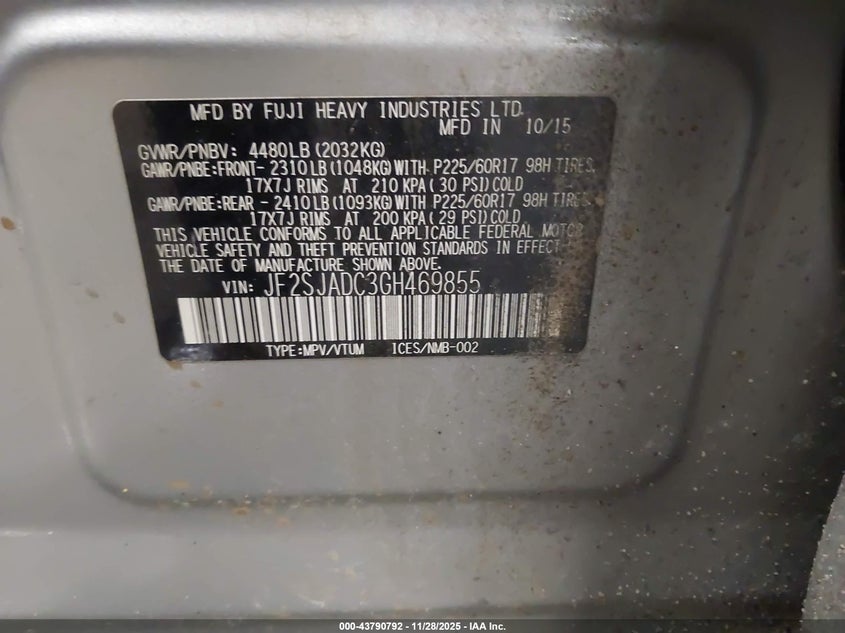 MFD BY FUJI HEAVY INDUSTRIES LTD.
MFD IN 10/15
GVWR/PNBV: 4480LB(2032KG)
GAWR/PNBE:FRONT- 2310LB(1048KG)WITH P225/60R17 98H TIRES,
17X7J RIMS AT 210 KPA( 30 PSI)COLD
GAWR/PNBE:REAR - 2410LB(1093KG)WITH P225/60R17 98H TIRES,
17X7J RIMS AT 200 KPA( 29 PSI)COLD
THIS VEHICLE CONFORMS TO ALL APPLICABLE FEDERAL MOTOR
VEHICLE SAFETY AND THEFT PREVENTION STANDARDS IN EFFECT
THE DATE OF MANUFACTURE SHOWN ABOVE.
VIN: JF2SJADC3GH469855
TYPE:MPV/VTUM ICES/NMB-002
000-43790792 - 11/28/2025 - IAA Inc.